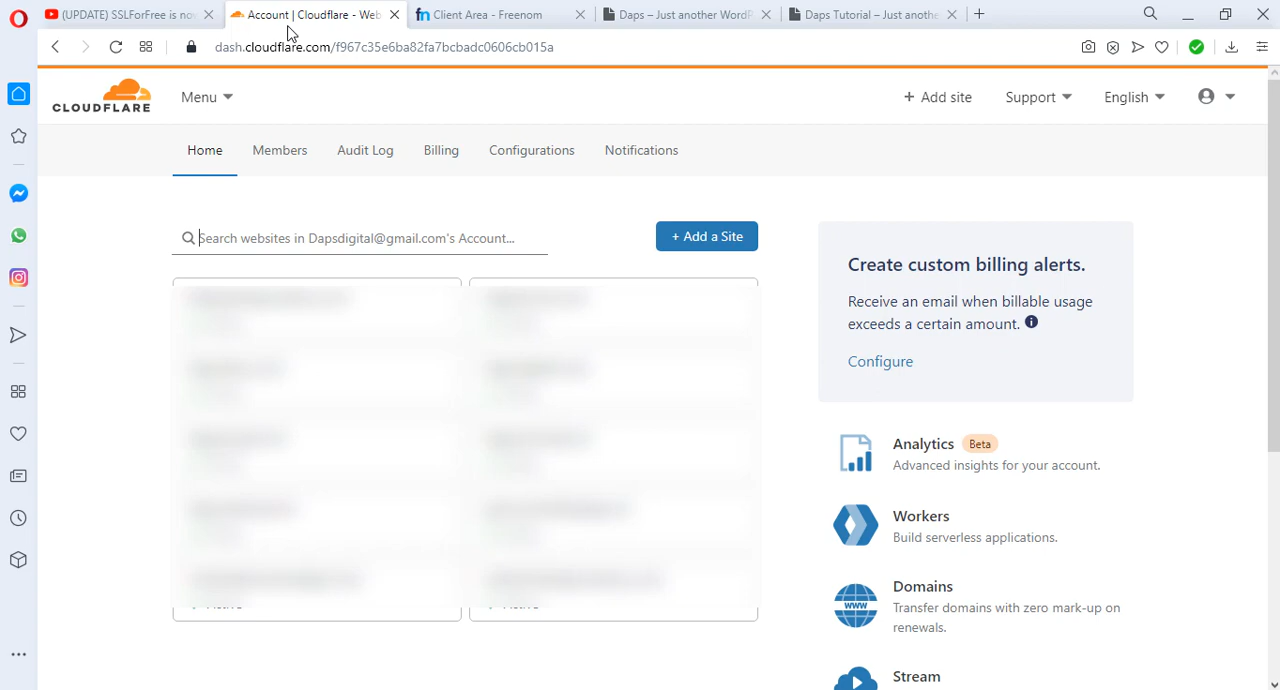 (UPDATE) SSLForFree is no
Account | Cloudflare - Web
fn Client Area - Freenom
Daps – Just another WordP
Daps Tutorial – Just anothe
dash.cloudflare.com/f967c35e6ba82fa7bcbadc0606cb015a
CLOUDFLARE
Menu
+ Add site
Support
English
Home
Members
Audit Log
Billing
Configurations
Notifications
Search websites in Dapsdigital@gmail.com's Account...
+ Add a Site
Create custom billing alerts.
Receive an email when billable usage
exceeds a certain amount.
Configure
Analytics Beta
Advanced insights for your account.
Workers
Build serverless applications.
WWW
Domains
Transfer domains with zero mark-up on
renewals.
Stream